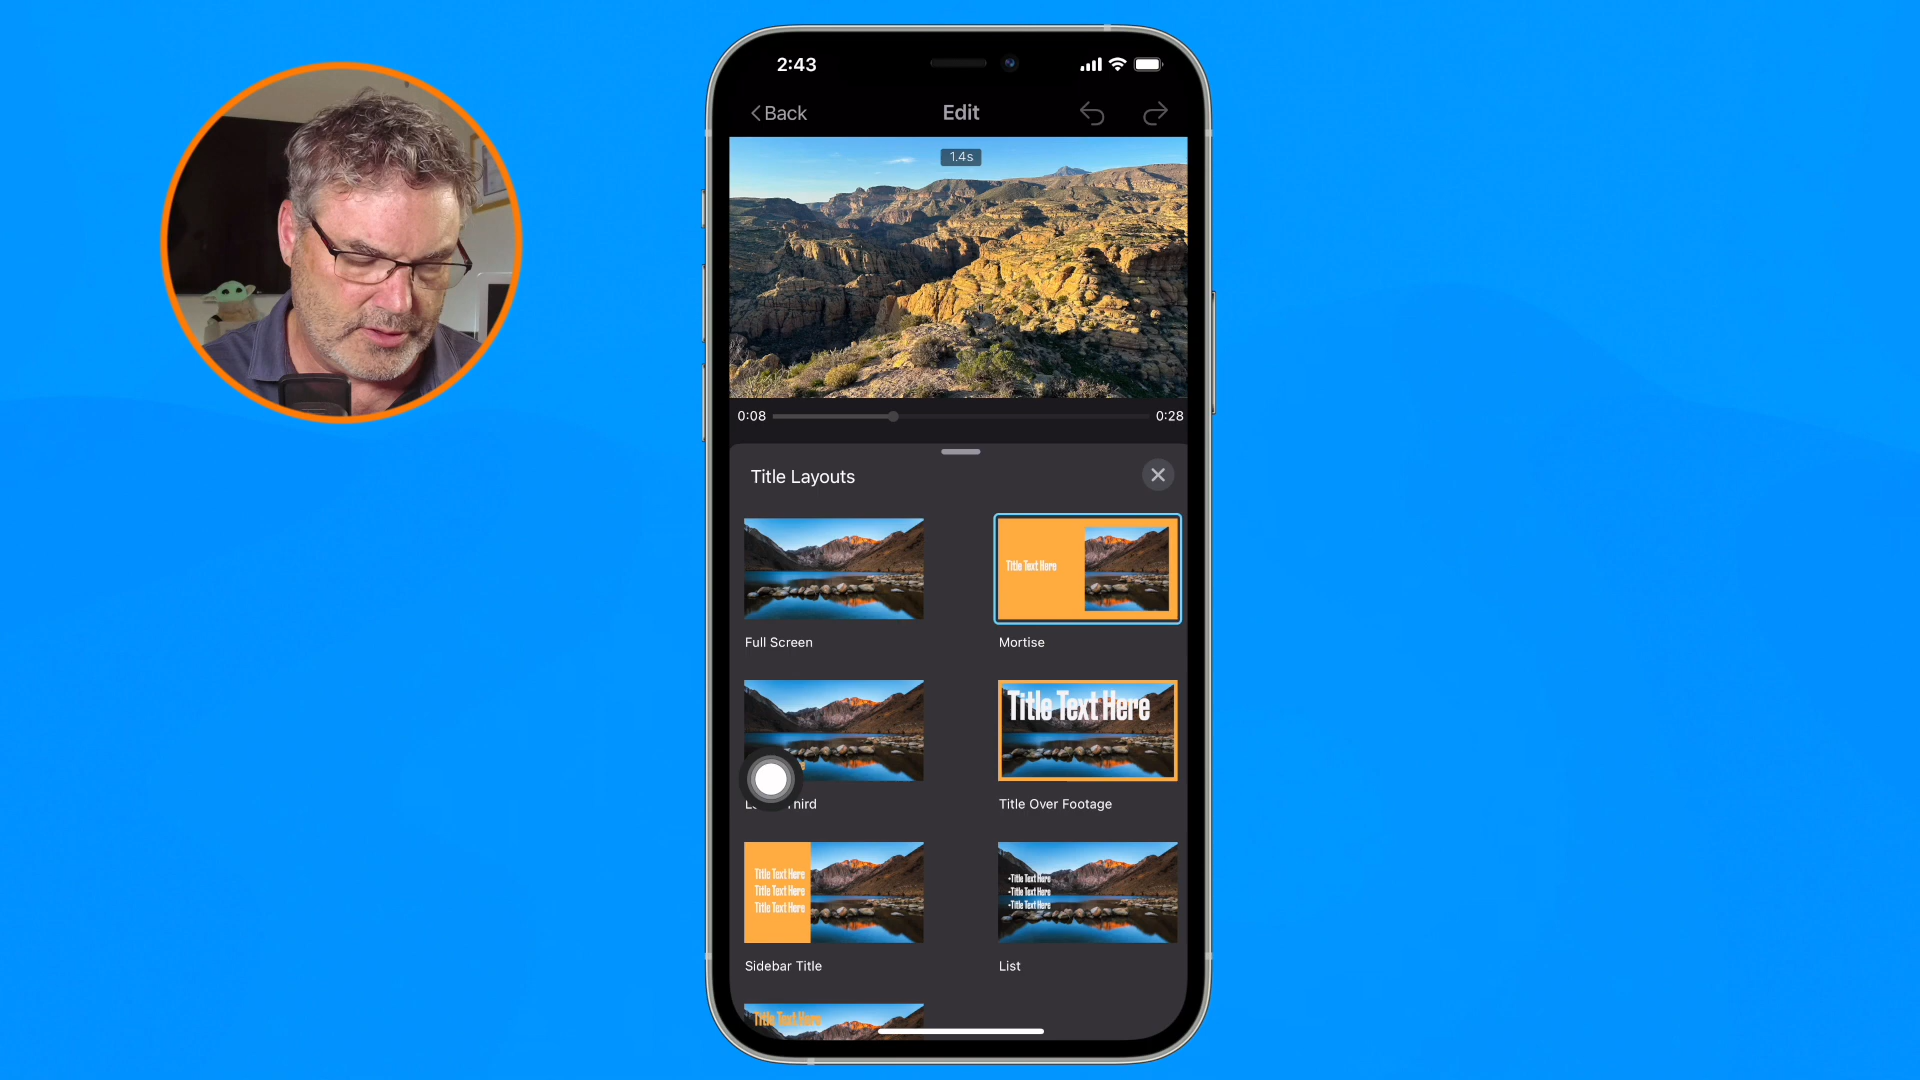 2:43
Back
Edit
1.4s
0:08
0:28
Title Layouts
Title Text Here
Full Screen
Mortise
Title Text Here
Third
Title Over Footage
Title Text Here
Title Text Here
Title Text Here
•Title Text Here
•Title Text Here
•Title Text Here
Sidebar Title
List
Title Text Here